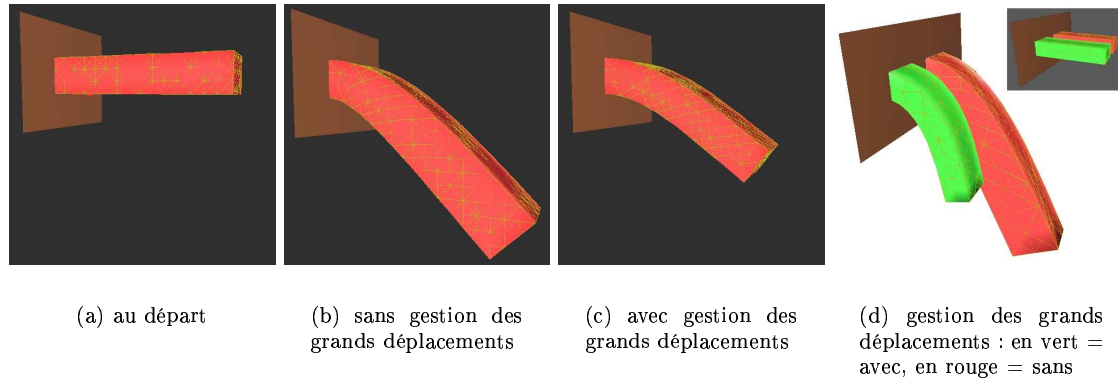 (a) au départ
(b) sans gestion des
grands déplacements
(c) avec gestion des
grands déplacements
(d) gestion des grands
déplacements : en vert =
avec, en rouge = sans